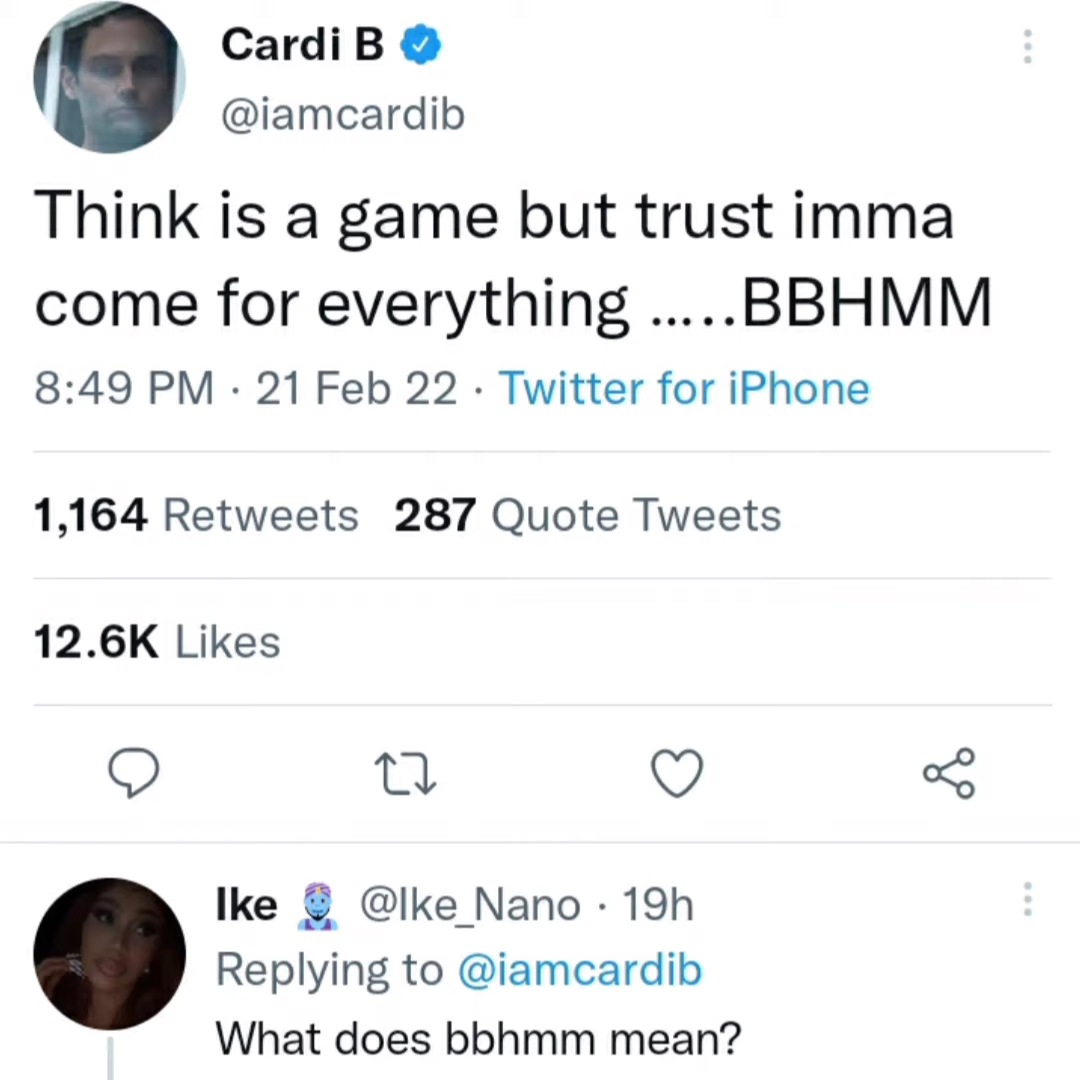 Cardi B
@iamcardib
Think is a game but trust imma
come for everything …..BBHMM
8:49 PM · 21 Feb 22 · Twitter for iPhone
1,164 Retweets 287 Quote Tweets
12.6K Likes
Ike 🧞‍♂️ @Ike_Nano · 19h
Replying to @iamcardib
What does bbhmm mean?